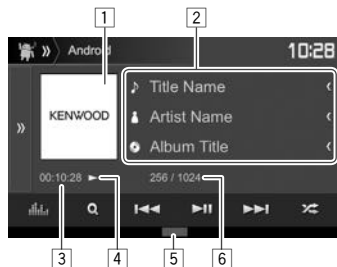 1 2
Android 10:28
KENWOOD
Title Name
Artist Name
Album Title
00:10:28 256 / 1024
3 4 5 6